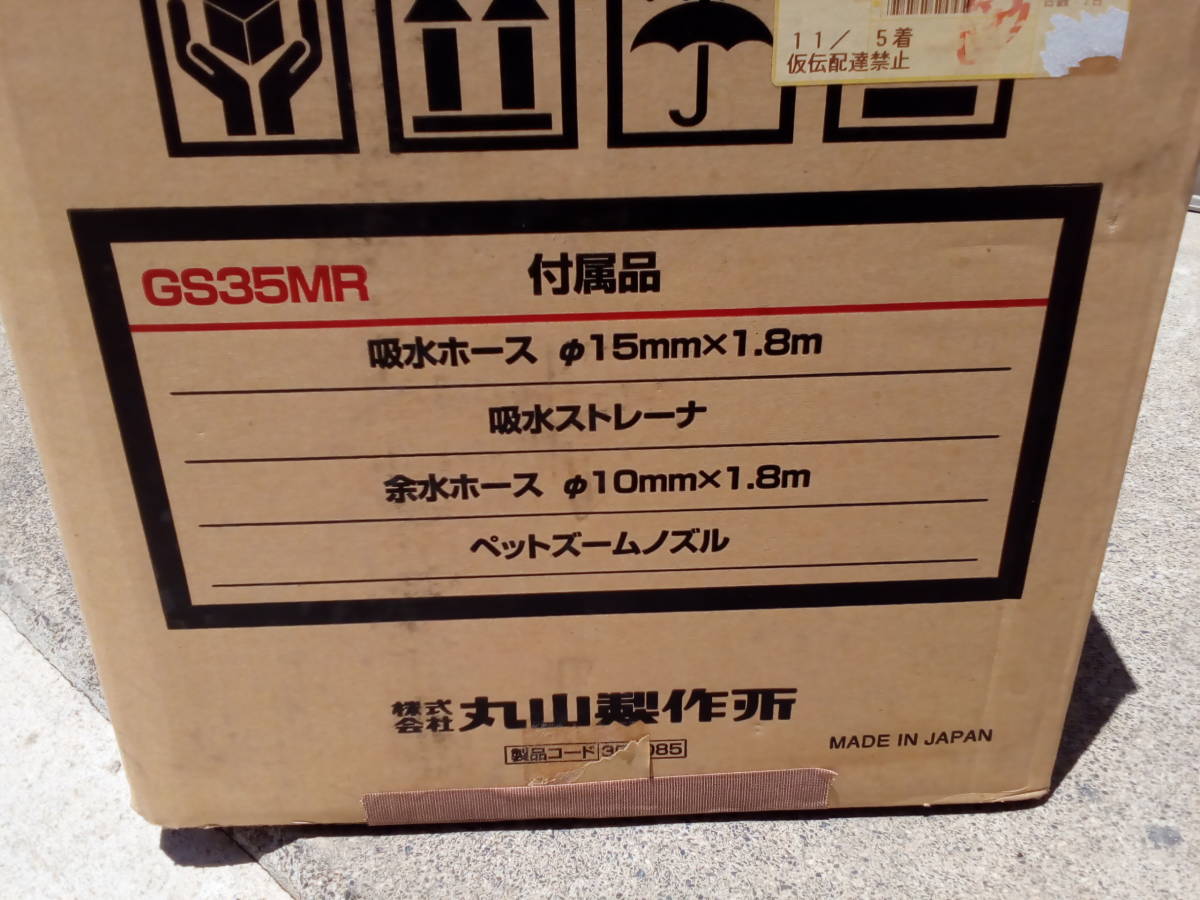 11/ 5着
仮伝配達禁止
GS35MR 付属品
吸水ホース φ15mm×1.8m
吸水ストレーナ
余水ホース φ10mm×1.8m
ペットズームノズル
株式会社 丸山製作所
製品コード
MADE IN JAPAN